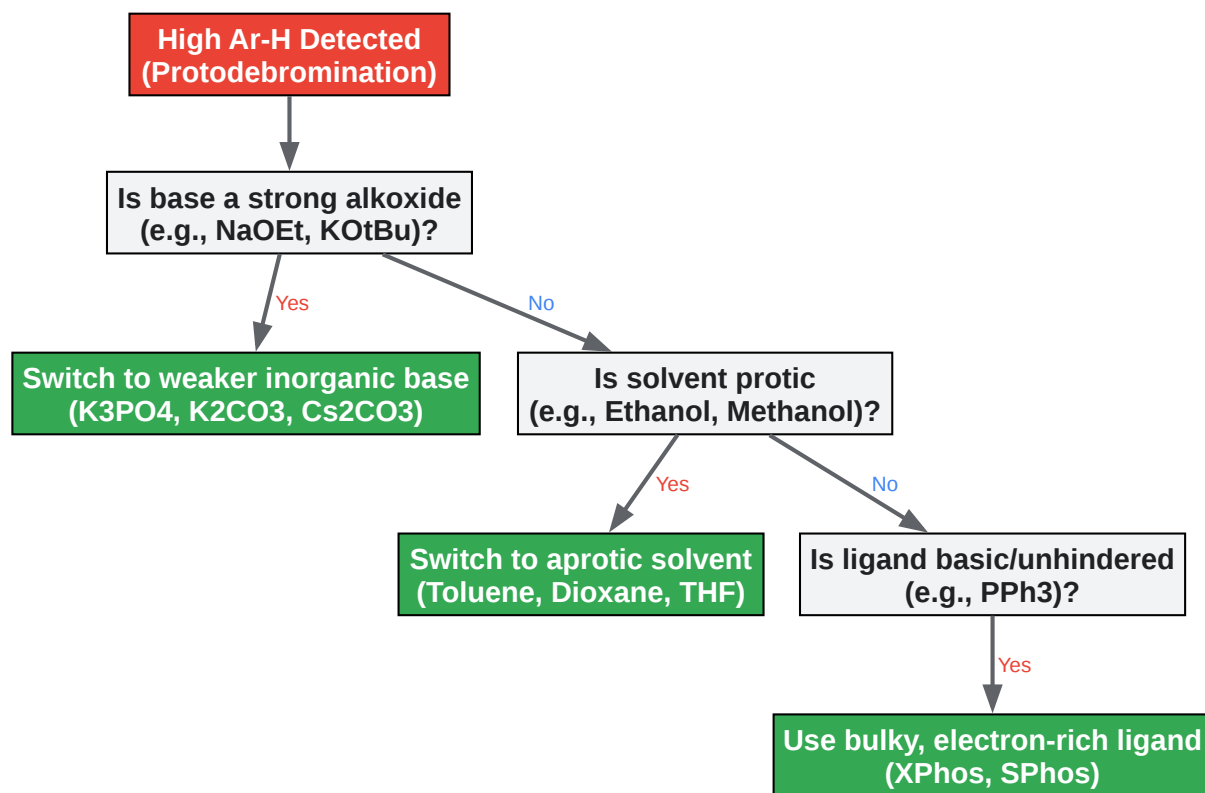 High Ar-H Detected
(Protodebromination)
Is base a strong alkoxide
(e.g., NaOEt, KOtBu)?
Yes
No
Switch to weaker inorganic base
(K3PO4, K2CO3, Cs2CO3)
Is solvent protic
(e.g., Ethanol, Methanol)?
Yes
No
Switch to aprotic solvent
(Toluene, Dioxane, THF)
Is ligand basic/unhindered
(e.g., PPh3)?
Yes
Use bulky, electron-rich ligand
(XPhos, SPhos)